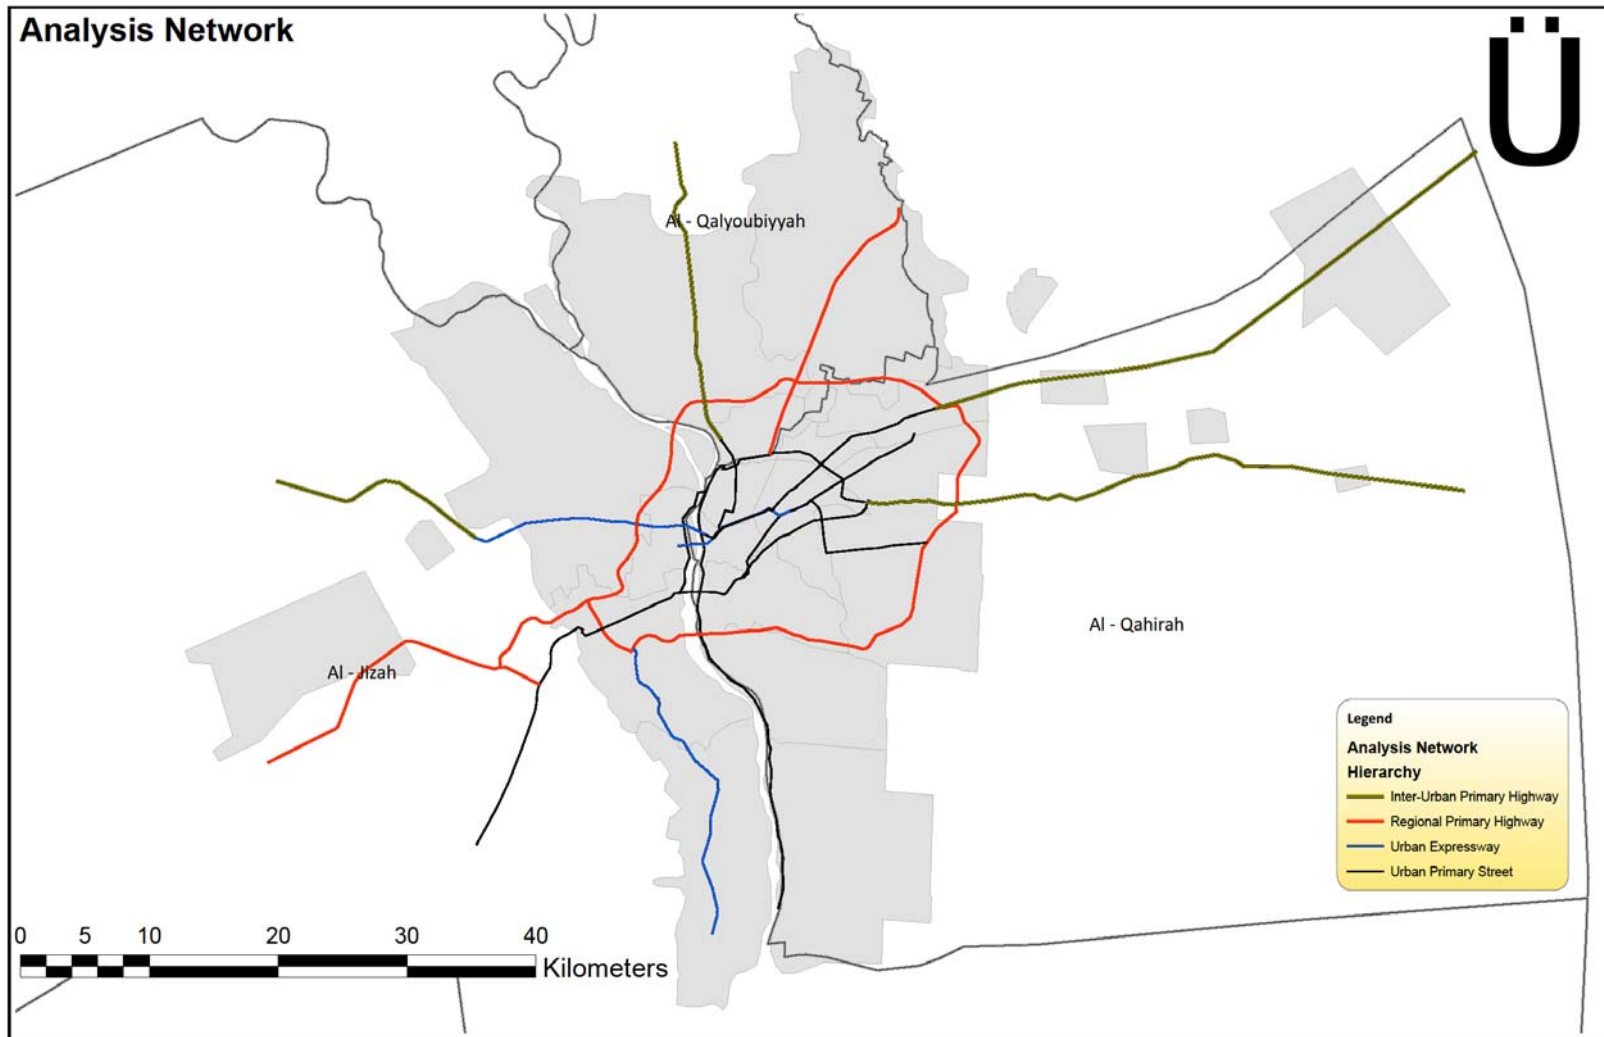 Analysis Network
Ü
Al - Qalyoubiyyah
Al - Qahirah
Al - Jizah
Legend
Analysis Network
Hierarchy
Inter-Urban Primary Highway
Regional Primary Highway
Urban Expressway
Urban Primary Street
0 5 10 20 30 40
Kilometers